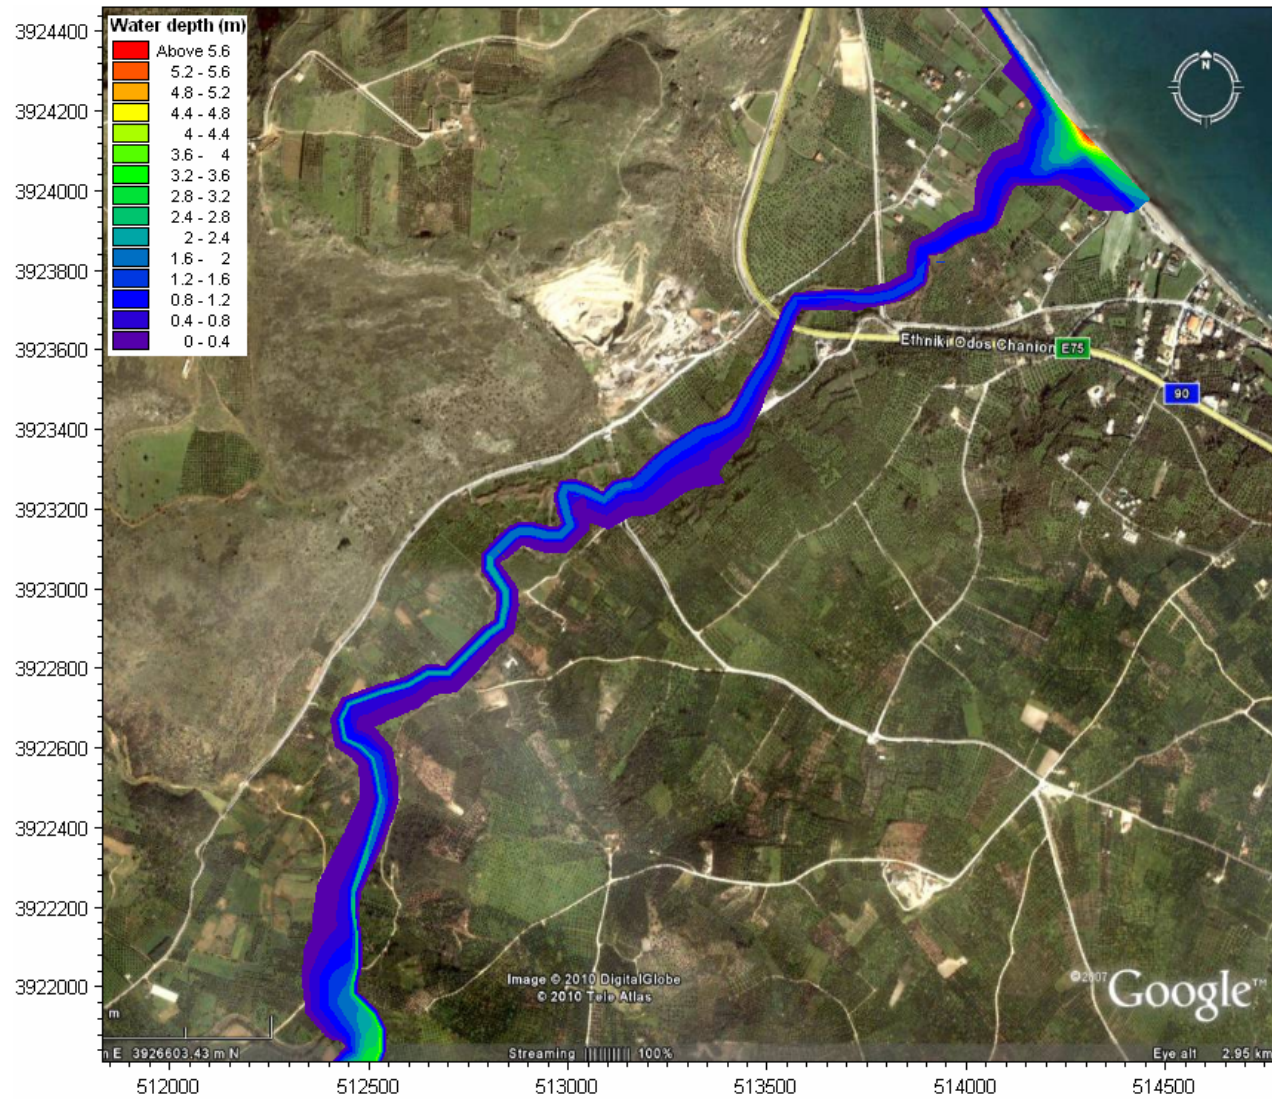 Water depth (m)
Above 5.6
5.2 - 5.6
4.8 - 5.2
4.4 - 4.8
4 - 4.4
3.6 - 4
3.2 - 3.6
2.8 - 3.2
2.4 - 2.8
2 - 2.4
1.6 - 2
1.2 - 1.6
0.8 - 1.2
0.4 - 0.8
0 - 0.4
3924400
3924200
3924000
3923800
3923600
3923400
3923200
3923000
3922800
3922600
3922400
3922200
3922000
N
Ethniki Odos Chanion
E75
90
Image © 2010 DigitalGlobe
© 2010 Tele Atlas
©2007 Google™
m
E 3926603.43 m N
Streaming 100%
Eye alt 2.95 km
512000
512500
513000
513500
514000
514500